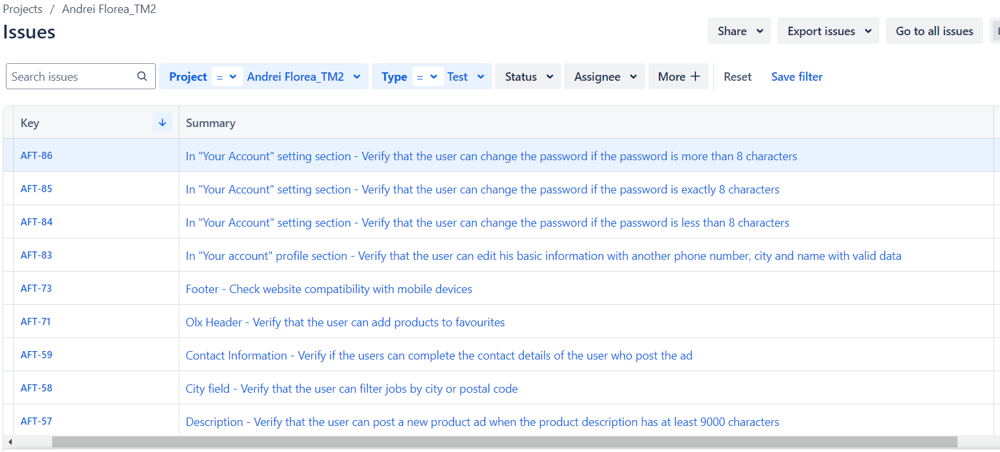 Projects / Andrei Florea_TM2
Issues
Share Export issues Go to all issues
Search issues Project = Andrei Florea_TM2 Type = Test Status Assignee More + Reset Save filter
Key Summary
AFT-86 In "Your Account" setting section - Verify that the user can change the password if the password is more than 8 characters
AFT-85 In "Your Account" setting section - Verify that the user can change the password if the password is exactly 8 characters
AFT-84 In "Your Account" setting section - Verify that the user can change the password if the password is less than 8 characters
AFT-83 In "Your account" profile section - Verify that the user can edit his basic information with another phone number, city and name with valid data
AFT-73 Footer - Check website compatibility with mobile devices
AFT-71 Olx Header - Verify that the user can add products to favourites
AFT-59 Contact Information - Verify if the users can complete the contact details of the user who post the ad
AFT-58 City field - Verify that the user can filter jobs by city or postal code
AFT-57 Description - Verify that the user can post a new product ad when the product description has at least 9000 characters